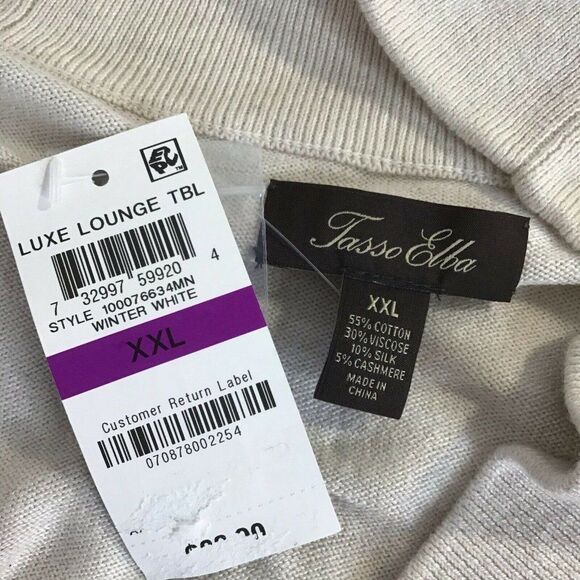 LUXE LOUNGE TBL
7 32997 59920 4
STYLE 100076634MN
WINTER WHITE
XXL
Customer Return Label
070878002254
Tasso Elba
XXL
55% COTTON
30% VISCOSE
10% SILK
5% CASHMERE
MADE IN
CHINA